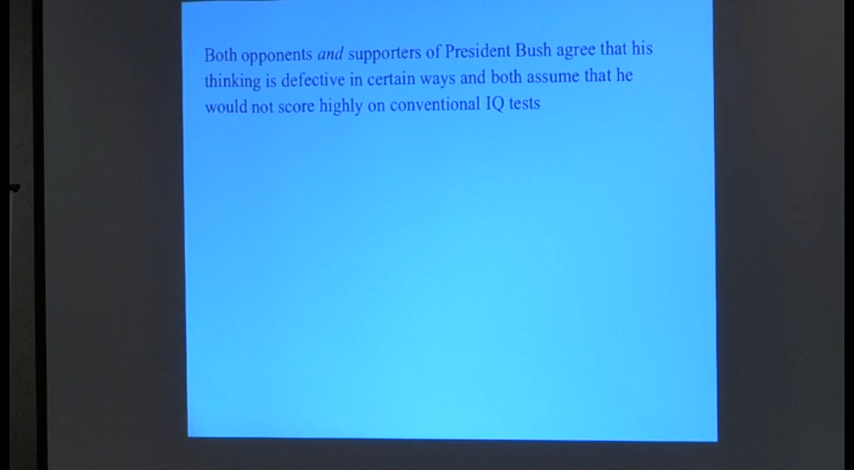 Both opponents and supporters of President Bush agree that his
thinking is defective in certain ways and both assume that he
would not score highly on conventional IQ tests